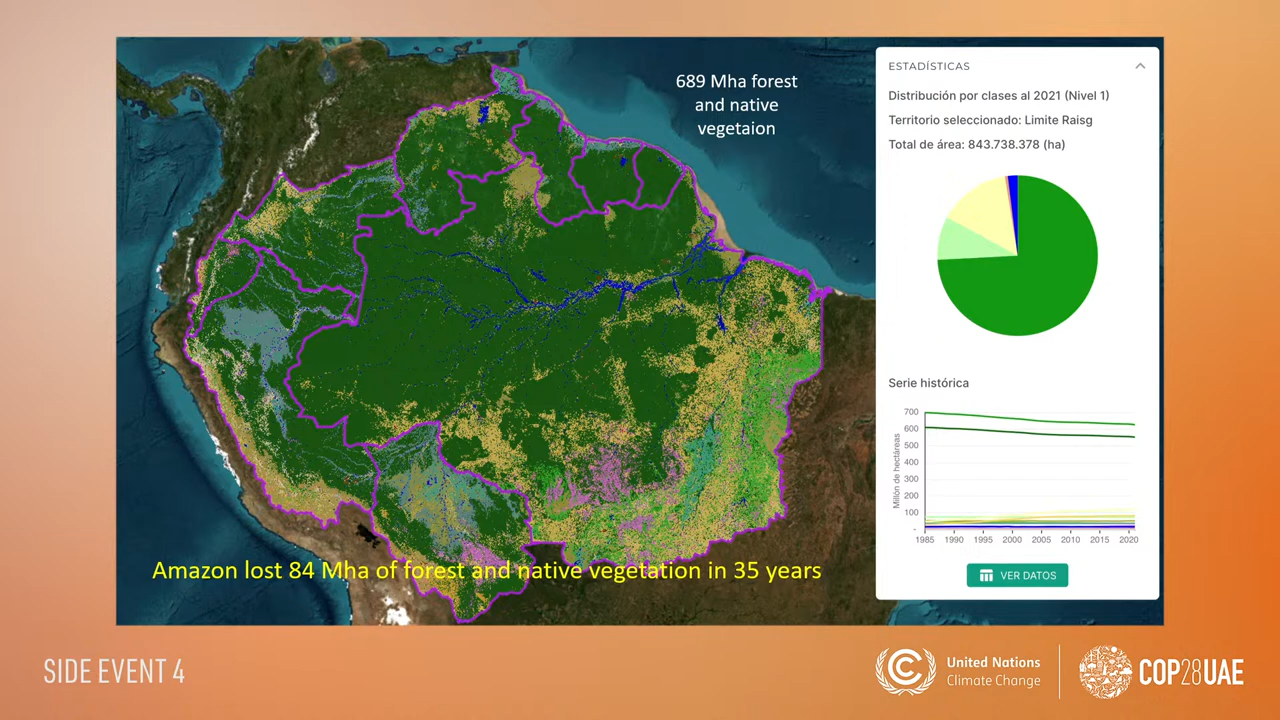 689 Mha forest
and native
vegetaion
Amazon lost 84 Mha of forest and native vegetation in 35 years
ESTADÍSTICAS
Distribución por clases al 2021 (Nivel 1)
Territorio seleccionado: Limite Raisg
Total de área: 843.738.378 (ha)
Serie histórica
Millón de hectáreas
700
600
500
400
300
200
100
-
1985 1990 1995 2000 2005 2010 2015 2020
VER DATOS
SIDE EVENT 4
United Nations
Climate Change
COP28UAE